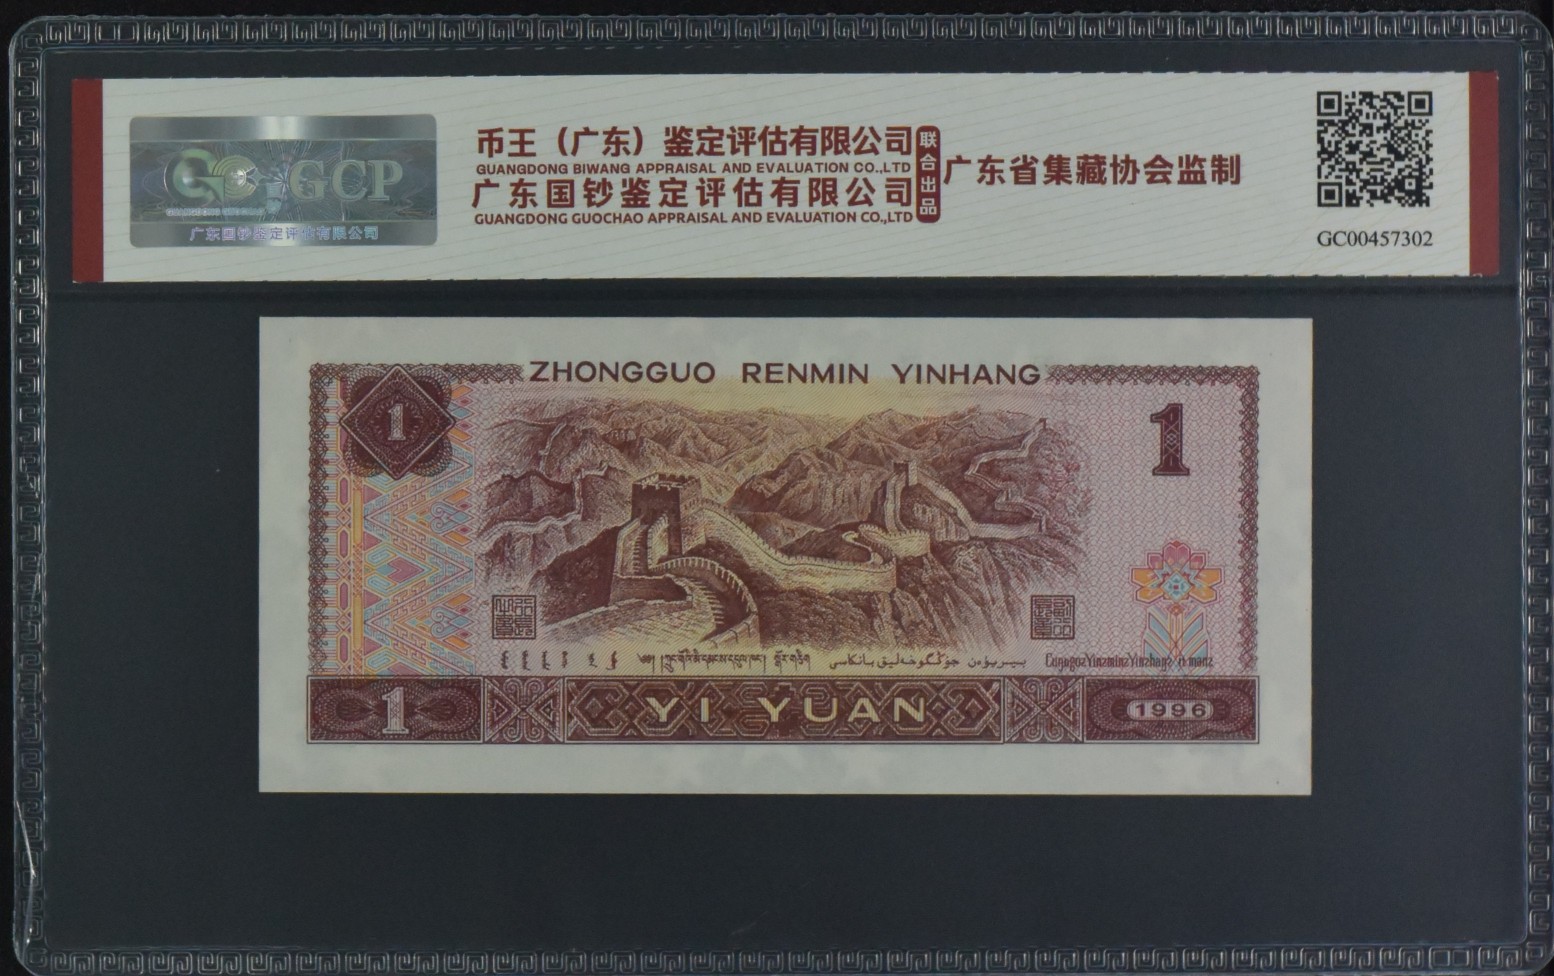 GCP
广东国钞鉴定评估有限公司
币王（广东）鉴定评估有限公司
GUANGDONG BIWANG APPRAISAL AND EVALUATION CO.,LTD
广东国钞鉴定评估有限公司
GUANGDONG GUOCHAO APPRAISAL AND EVALUATION CO.,LTD
联合出品
广东省集藏协会监制
GC00457302
ZHONGGUO RENMIN YINHANG
1
1
1
YI YUAN
1996